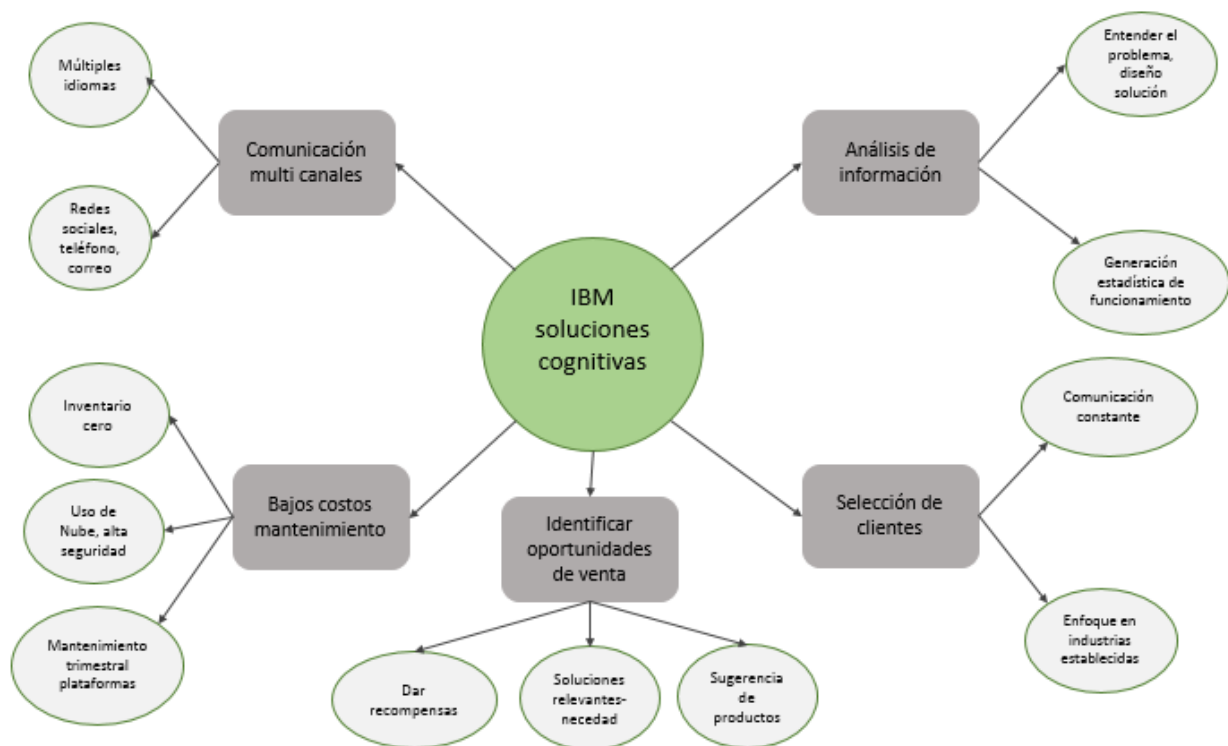 Múltiples
idiomas
Redes
sociales,
teléfono,
correo
Comunicación
multi canales
Entender el
problema,
diseño
solución
Análisis de
información
Generación
estadística de
funcionamiento
IBM
soluciones
cognitivas
Inventario
cero
Uso de
Nube, alta
seguridad
Mantenimiento
trimestral
plataformas
Bajos costos
mantenimiento
Identificar
oportunidades
de venta
Dar
recompensas
Soluciones
relevantes-
necedad
Sugerencia
de
productos
Selección de
clientes
Comunicación
constante
Enfoque en
industrias
establecidas